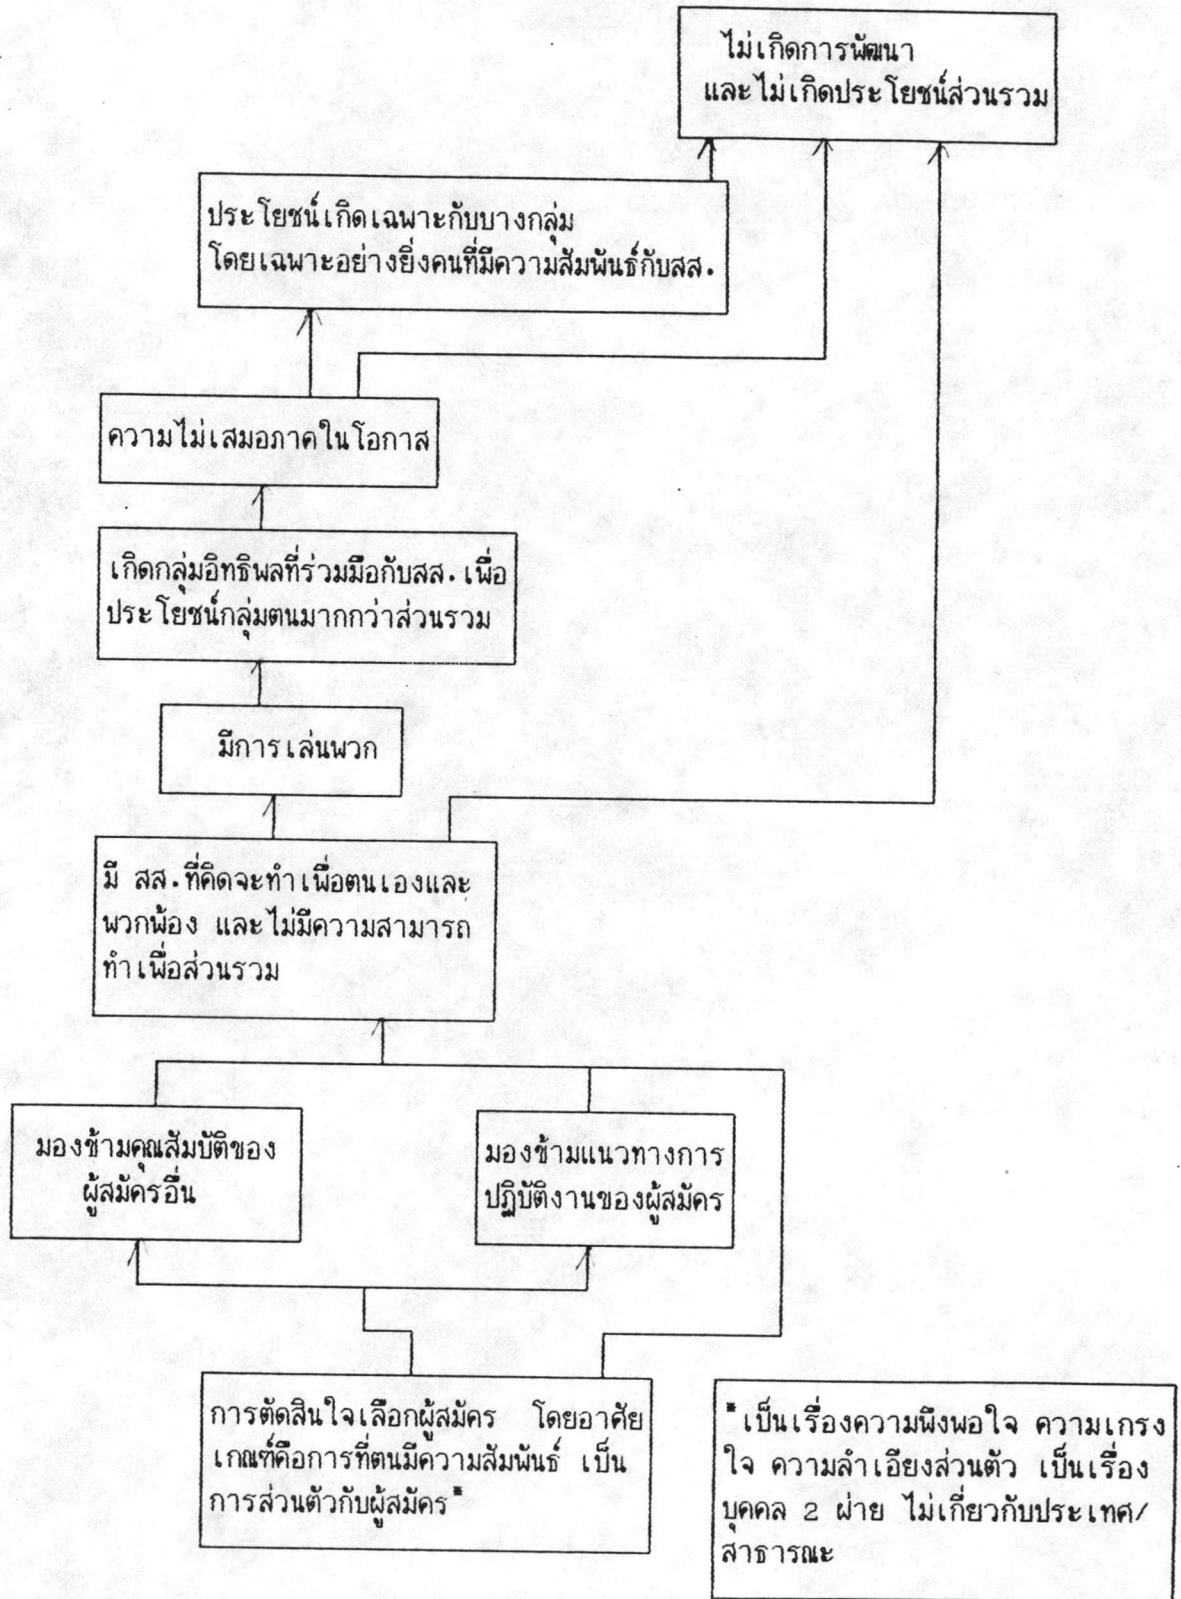 ไม่เกิดการพัฒนา
และไม่เกิดประโยชน์ส่วนรวม
ประโยชน์เกิดเฉพาะกับบางกลุ่ม
โดยเฉพาะอย่างยิ่งคนที่มีความสัมพันธ์กับสส.
ความไม่เสมอภาคในโอกาส
เกิดกลุ่มอิทธิพลที่ร่วมมือกับสส.เพื่อ
ประโยชน์กลุ่มตนมากกว่าส่วนรวม
มีการเล่นพวก
มี สส.ที่คิดจะทำเพื่อตนเองและ
พวกพ้อง และไม่มีความสามารถ
ทำเพื่อส่วนรวม
มองข้ามคุณสัมบัติของ
ผู้สมัครอื่น
มองข้ามแนวทางการ
ปฏิบัติงานของผู้สมัคร
การตัดสินใจเลือกผู้สมัคร โดยอาศัย
เกณฑ์คือการที่ตนมีความสัมพันธ์ เป็น
การส่วนตัวกับผู้สมัคร*
*เป็นเรื่องความพึงพอใจ ความเกรง
ใจ ความลำเอียงส่วนตัว เป็นเรื่อง
บุคคล 2 ฝ่าย ไม่เกี่ยวกับประเทศ/
สาธารณะ